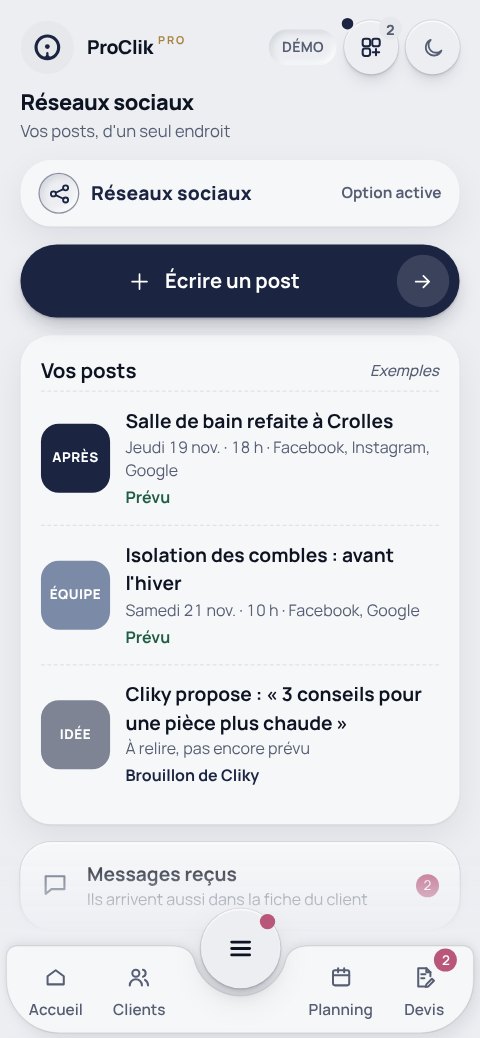 ProClik PRO
DÉMO
2
Réseaux sociaux
Vos posts, d'un seul endroit
Réseaux sociaux
Option active
+ Écrire un post →
Vos posts
Exemples
APRÈS
Salle de bain refaite à Crolles
Jeudi 19 nov. · 18 h · Facebook, Instagram,
Google
Prévu
ÉQUIPE
Isolation des combles : avant
l'hiver
Samedi 21 nov. · 10 h · Facebook, Google
Prévu
IDÉE
Cliky propose : « 3 conseils pour
une pièce plus chaude »
À relire, pas encore prévu
Brouillon de Cliky
Messages reçus
Ils arrivent aussi dans la fiche du client
2
Accueil
Clients
Planning
Devis
2